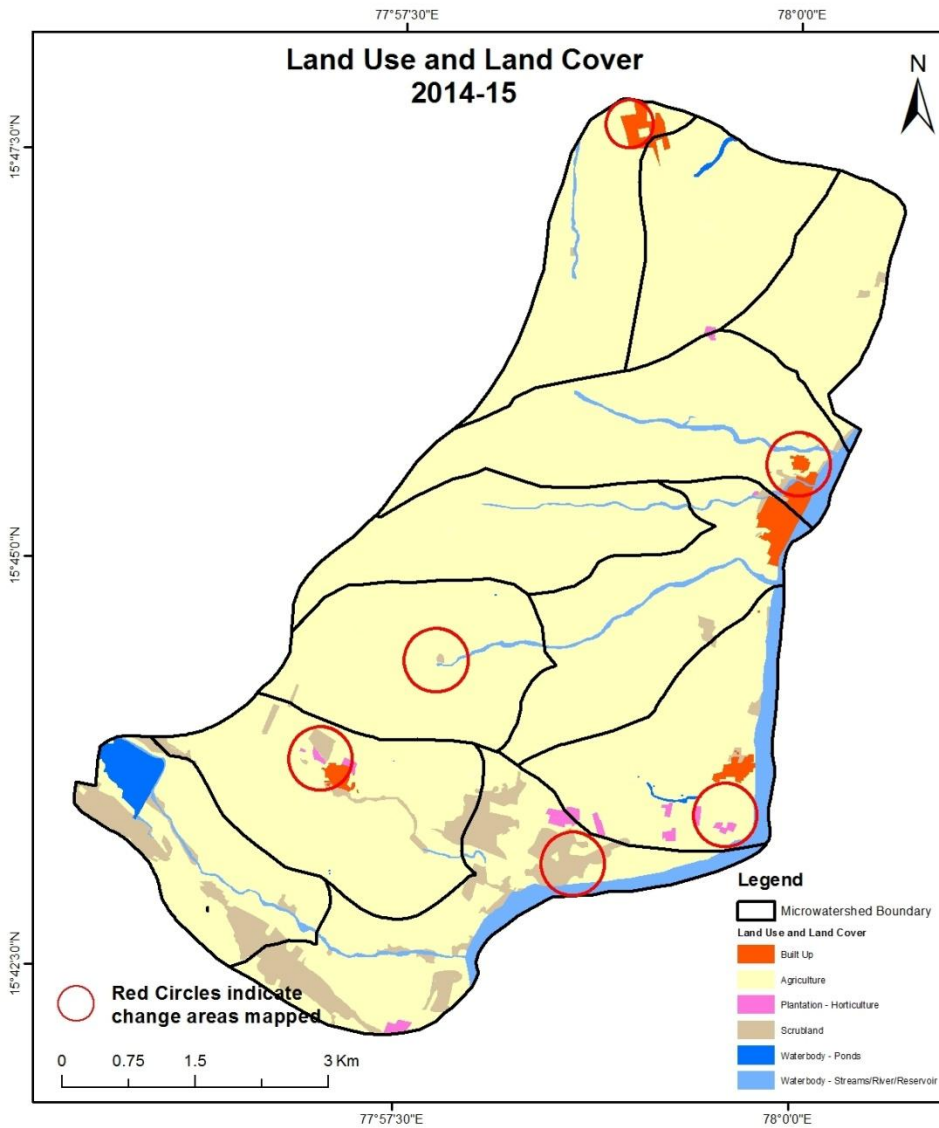 77°57'30"E
78°0'0"E
Land Use and Land Cover
2014-15
N
15°47'30"N
15°45'0"N
15°42'30"N
Legend
Microwatershed Boundary
Land Use and Land Cover
Built Up
Agriculture
Plantation - Horticulture
Scrubland
Waterbody - Ponds
Waterbody - Streams/River/Reservoir
Red Circles indicate
change areas mapped
0 0.75 1.5 3 Km
77°57'30"E
78°0'0"E